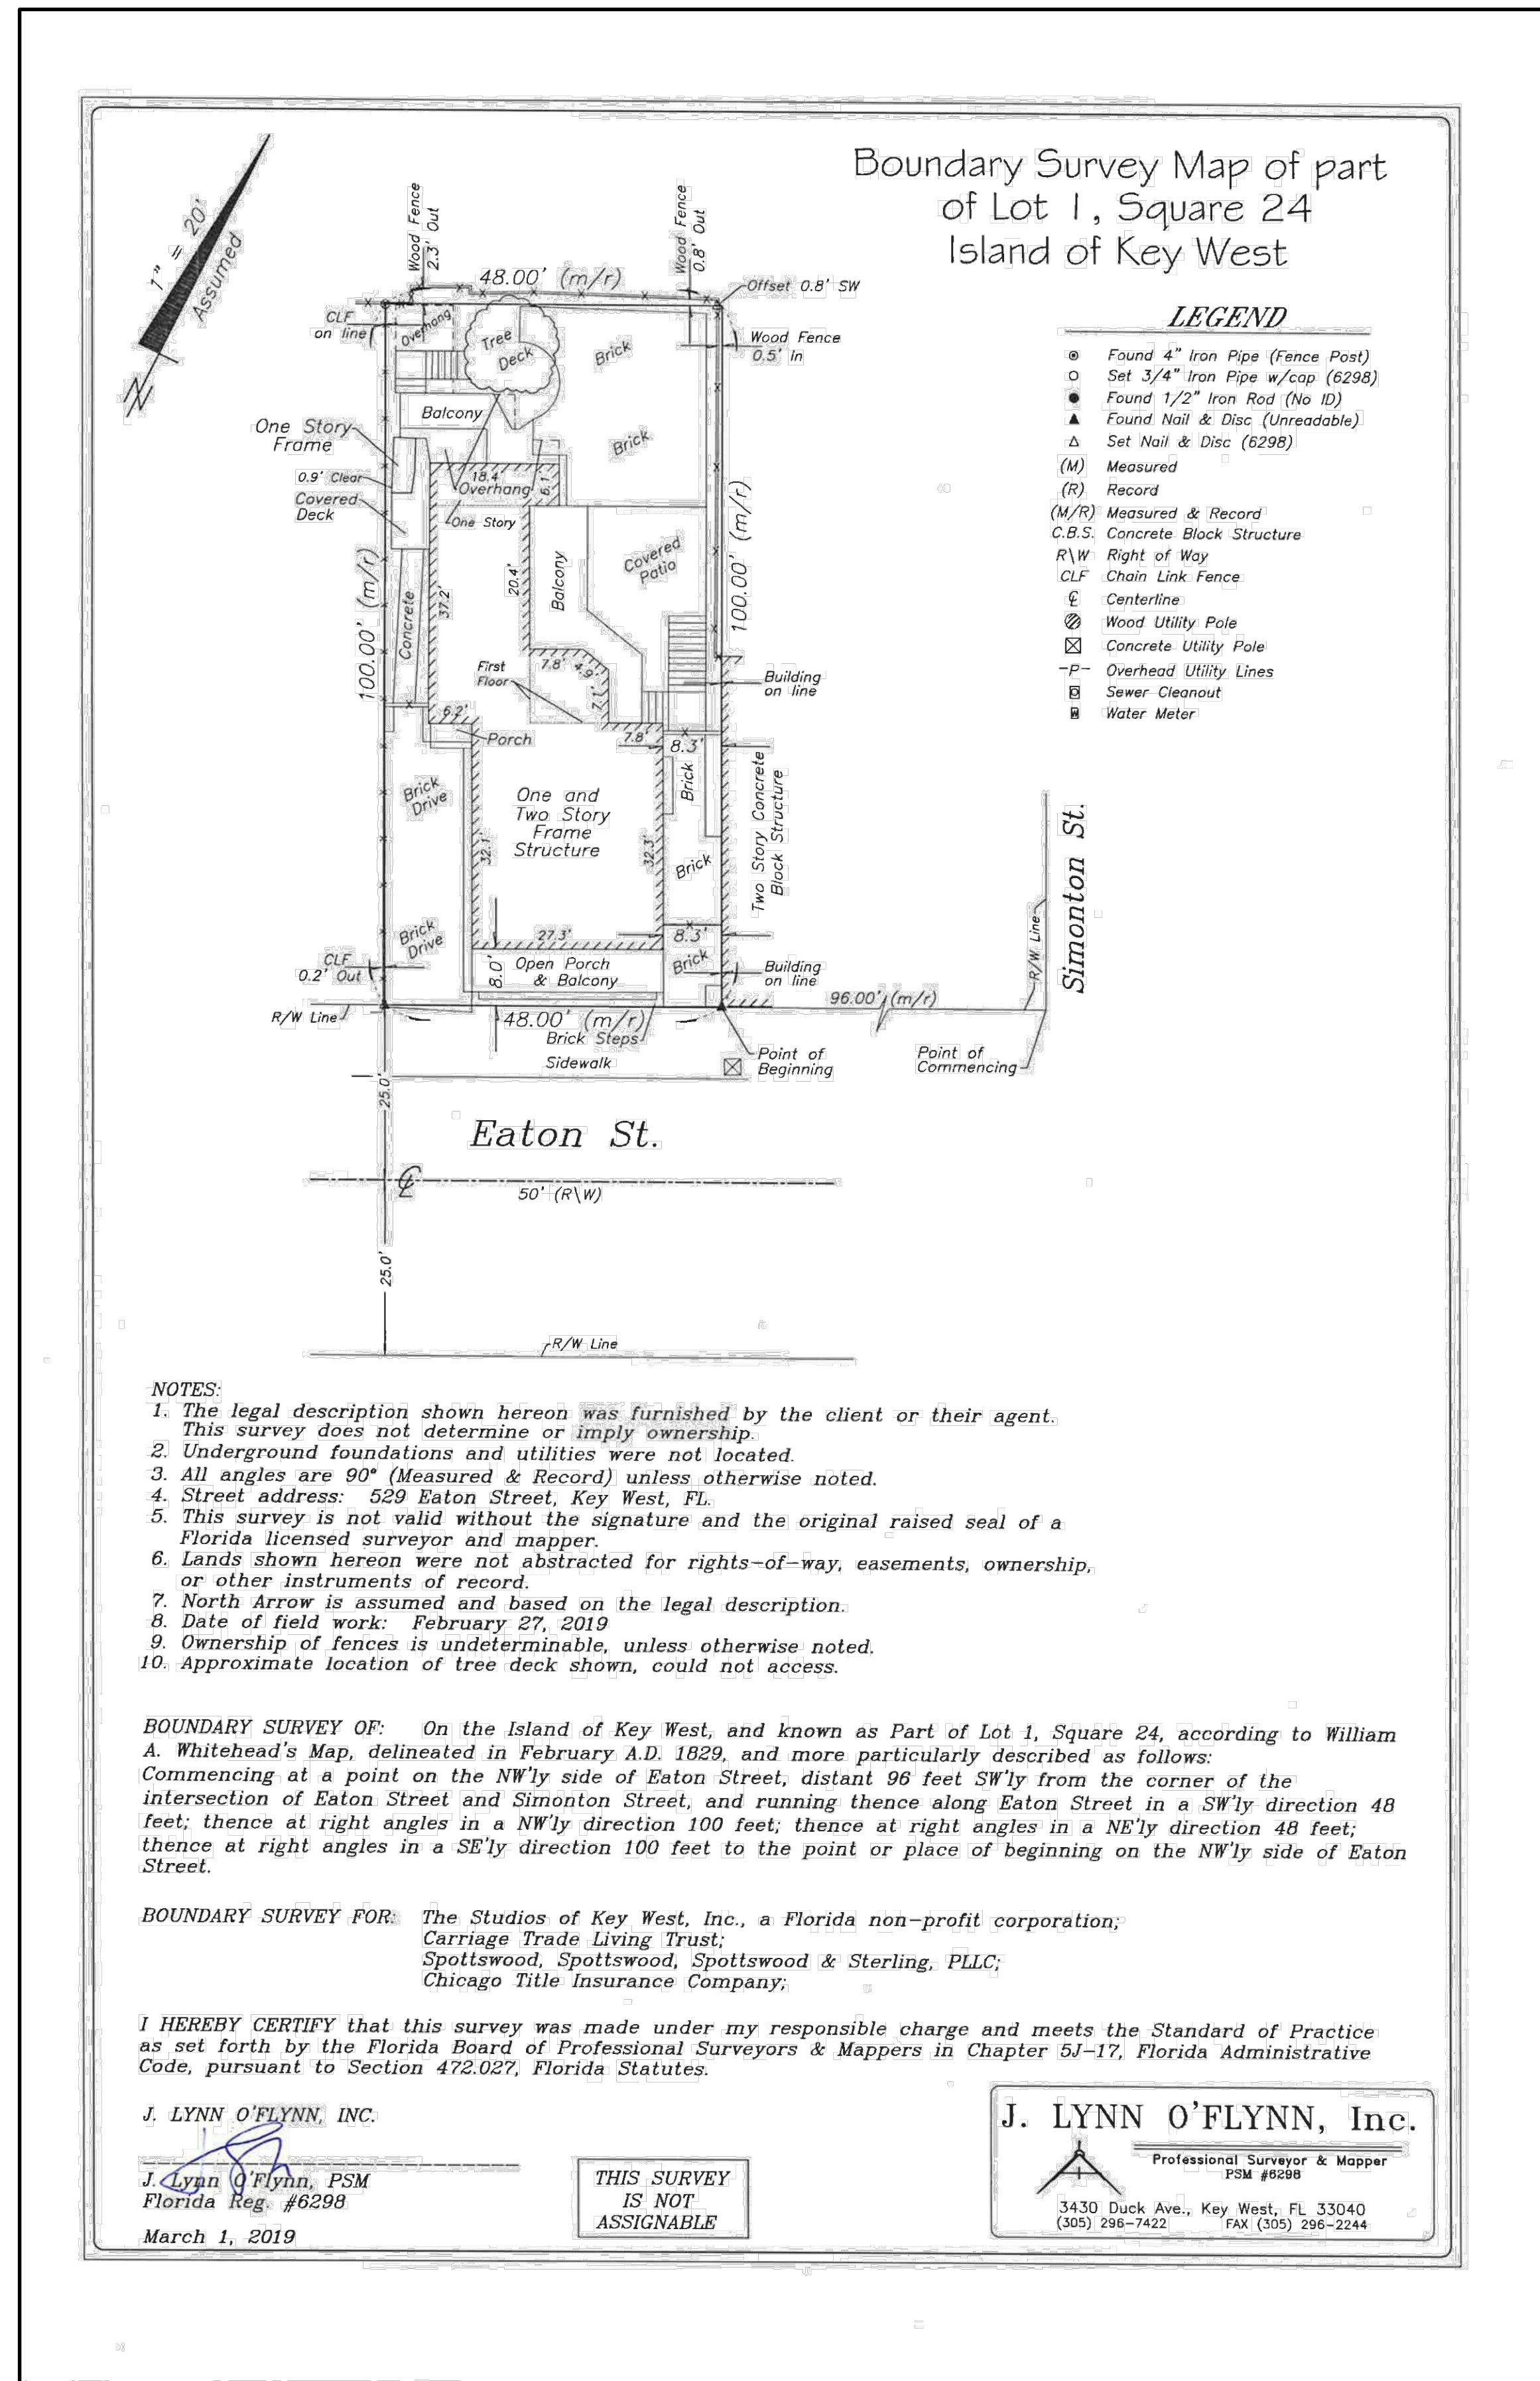 Boundary Survey Map of part
of Lot 1, Square 24
Island of Key West
1" = 20'
Assumed
N
Wood Fence
2.3' Out
Wood Fence
0.8' Out
48.00' (m/r)
Offset 0.8' SW
CLF
on line
Overhang
Tree
Deck
Brick
Wood Fence
0.5' In
Balcony
One Story
Frame
Brick
0.9' Clear
18.4'
Overhang
6.1'
Covered
Deck
One Story
100.00' (m/r)
100.00' (m/r)
Concrete
37.2'
20.4'
Balcony
Covered
Patio
First
Floor
7.8'
4.9'
7.1'
Building
on line
6.2'
Porch
7.8'
8.3'
Brick
Drive
One and
Two Story
Frame
Structure
Brick
Two Story Concrete
Block Structure
32.1'
32.3'
Brick
Brick
Drive
27.3'
8.3'
CLF
0.2' Out
8.0'
Open Porch
& Balcony
Brick
Building
on line
R/W Line
Simonton St.
96.00' (m/r)
R/W Line
48.00' (m/r)
Brick Steps
Sidewalk
Point of
Beginning
Point of
Commencing
25.0'
Eaton St.
50' (R\W)
25.0'
R/W Line
LEGEND
Found 4" Iron Pipe (Fence Post)
Set 3/4" Iron Pipe w/cap (6298)
Found 1/2" Iron Rod (No ID)
Found Nail & Disc (Unreadable)
Set Nail & Disc (6298)
(M) Measured
(R) Record
(M/R) Measured & Record
C.B.S. Concrete Block Structure
R\W Right of Way
CLF Chain Link Fence
℄ Centerline
Wood Utility Pole
Concrete Utility Pole
-P- Overhead Utility Lines
Sewer Cleanout
Water Meter
NOTES:
1. The legal description shown hereon was furnished by the client or their agent.
This survey does not determine or imply ownership.
2. Underground foundations and utilities were not located.
3. All angles are 90° (Measured & Record) unless otherwise noted.
4. Street address: 529 Eaton Street, Key West, FL.
5. This survey is not valid without the signature and the original raised seal of a
Florida licensed surveyor and mapper.
6. Lands shown hereon were not abstracted for rights-of-way, easements, ownership,
or other instruments of record.
7. North Arrow is assumed and based on the legal description.
8. Date of field work: February 27, 2019
9. Ownership of fences is undeterminable, unless otherwise noted.
10. Approximate location of tree deck shown, could not access.
BOUNDARY SURVEY OF: On the Island of Key West, and known as Part of Lot 1, Square 24, according to William
A. Whitehead's Map, delineated in February A.D. 1829, and more particularly described as follows:
Commencing at a point on the NW'ly side of Eaton Street, distant 96 feet SW'ly from the corner of the
intersection of Eaton Street and Simonton Street, and running thence along Eaton Street in a SW'ly direction 48
feet; thence at right angles in a NW'ly direction 100 feet; thence at right angles in a NE'ly direction 48 feet;
thence at right angles in a SE'ly direction 100 feet to the point or place of beginning on the NW'ly side of Eaton
Street.
BOUNDARY SURVEY FOR: The Studios of Key West, Inc., a Florida non-profit corporation;
Carriage Trade Living Trust;
Spottswood, Spottswood, Spottswood & Sterling, PLLC;
Chicago Title Insurance Company;
I HEREBY CERTIFY that this survey was made under my responsible charge and meets the Standard of Practice
as set forth by the Florida Board of Professional Surveyors & Mappers in Chapter 5J-17, Florida Administrative
Code, pursuant to Section 472.027, Florida Statutes.
J. LYNN O'FLYNN, INC.
J. Lynn O'Flynn, PSM
Florida Reg. #6298
March 1, 2019
THIS SURVEY
IS NOT
ASSIGNABLE
J. LYNN O'FLYNN, Inc.
Professional Surveyor & Mapper
PSM #6298
3430 Duck Ave., Key West, FL 33040
(305) 296-7422 FAX (305) 296-2244